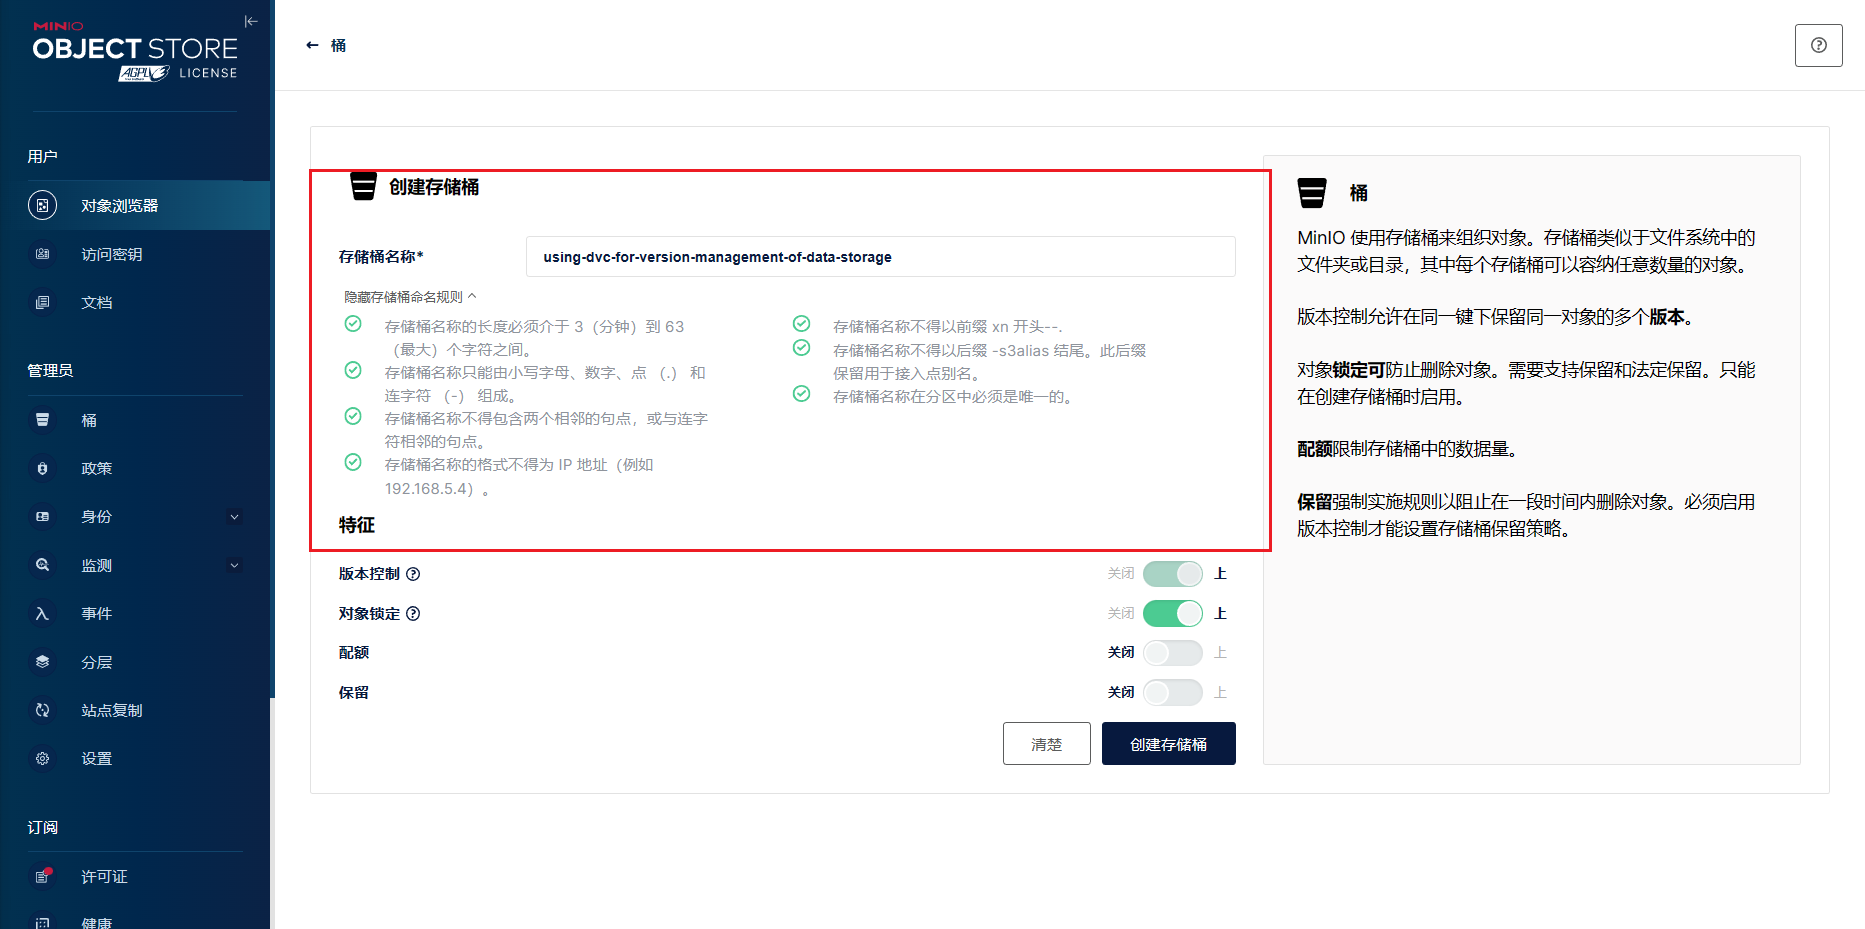 MINIO
OBJECT STORE
AGPLv3 LICENSE
用户
对象浏览器
访问密钥
文档
管理员
桶
政策
身份
监测
事件
分层
站点复制
设置
订阅
许可证
健康
← 桶
创建存储桶
存储桶名称*
using-dvc-for-version-management-of-data-storage
隐藏存储桶命名规则
存储桶名称的长度必须介于 3（分钟）到 63
（最大）个字符之间。
存储桶名称只能由小写字母、数字、点 （.） 和
连字符 （-） 组成。
存储桶名称不得包含两个相邻的句点，或与连字
符相邻的句点。
存储桶名称的格式不得为 IP 地址（例如
192.168.5.4）。
存储桶名称不得以前缀 xn 开头--.
存储桶名称不得以后缀 -s3alias 结尾。此后缀
保留用于接入点别名。
存储桶名称在分区中必须是唯一的。
特征
版本控制
关闭 上
对象锁定
关闭 上
配额
关闭 上
保留
关闭 上
清楚
创建存储桶
桶
MinIO 使用存储桶来组织对象。存储桶类似于文件系统中的
文件夹或目录，其中每个存储桶可以容纳任意数量的对象。
版本控制允许在同一键下保留同一对象的多个版本。
对象锁定可防止删除对象。需要支持保留和法定保留。只能
在创建存储桶时启用。
配额限制存储桶中的数据量。
保留强制实施规则以阻止在一段时间内删除对象。必须启用
版本控制才能设置存储桶保留策略。